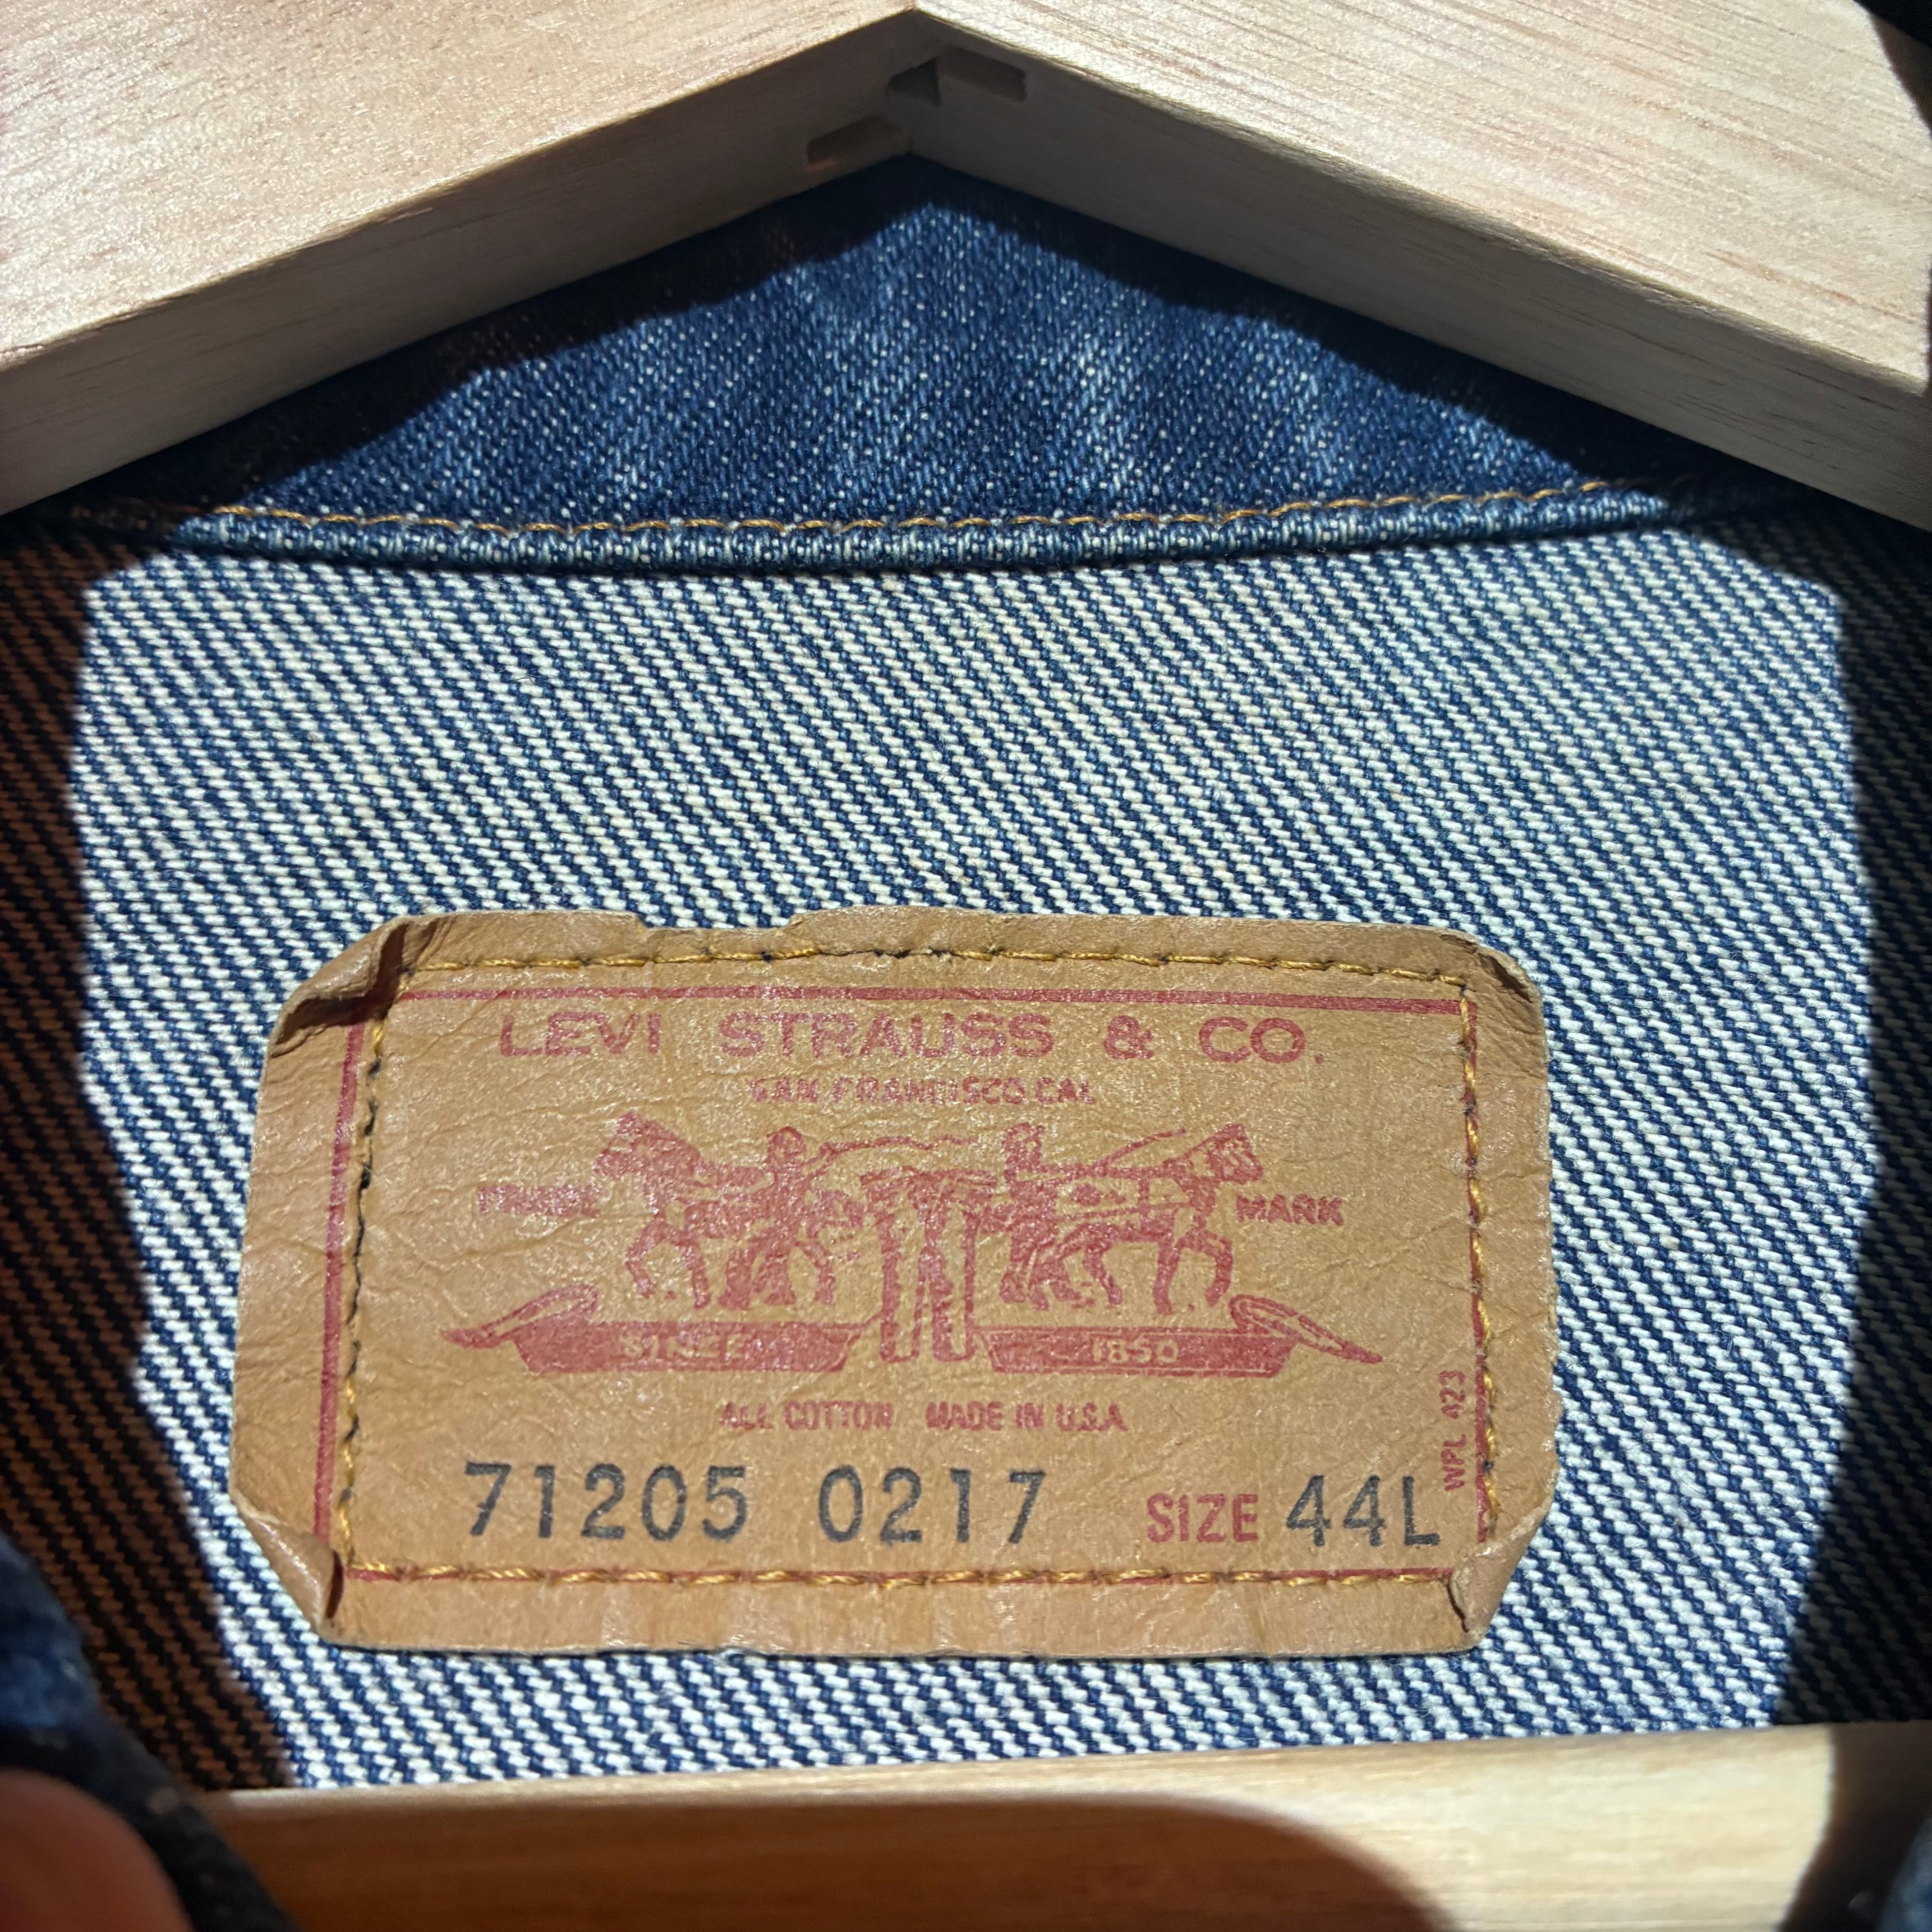 LEVI STRAUSS & CO.
SAN FRANCISCO CAL
TRADE MARK
SINCE 1850
ALL COTTON MADE IN U.S.A
WPL 423
71205 0217 SIZE 44L